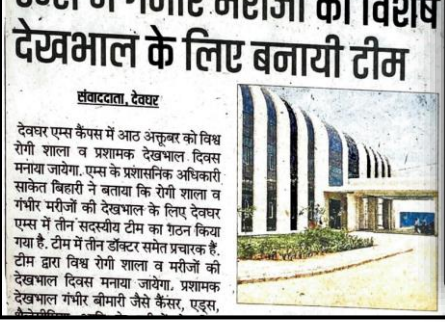 एम्स में गंभीर मरीजों की विशेष
देखभाल के लिए बनायी टीम
संवाददाता, देवघर
देवघर एम्स कैंपस में आठ अक्तूबर को विश्व
रोगी शाला व प्रशामक देखभाल दिवस
मनाया जायेगा. एम्स के प्रशासनिक अधिकारी
साकेत बिहारी ने बताया कि रोगी शाला व
गंभीर मरीजों की देखभाल के लिए देवघर
एम्स में तीन सदस्यीय टीम का गठन किया
गया है. टीम में तीन डॉक्टर समेत प्रचारक हैं.
टीम द्वारा विश्व रोगी शाला व मरीजों की
देखभाल दिवस मनाया जायेगा. प्रशामक
देखभाल गंभीर बीमारी जैसे कैंसर, एड्स,